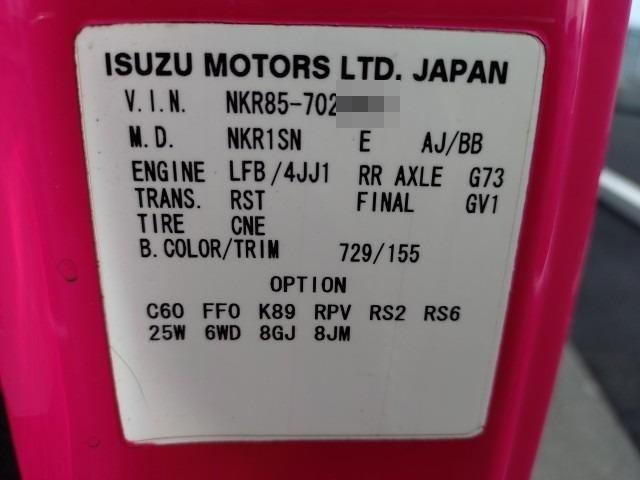 ISUZU MOTORS LTD. JAPAN
V.I.N. NKR85-702
M.D. NKR1SN E AJ/BB
ENGINE LFB/4JJ1 RR AXLE G73
TRANS. RST FINAL GV1
TIRE CNE
B.COLOR/TRIM 729/155
OPTION
C60 FF0 K89 RPV RS2 RS6
25W 6WD 8GJ 8JM